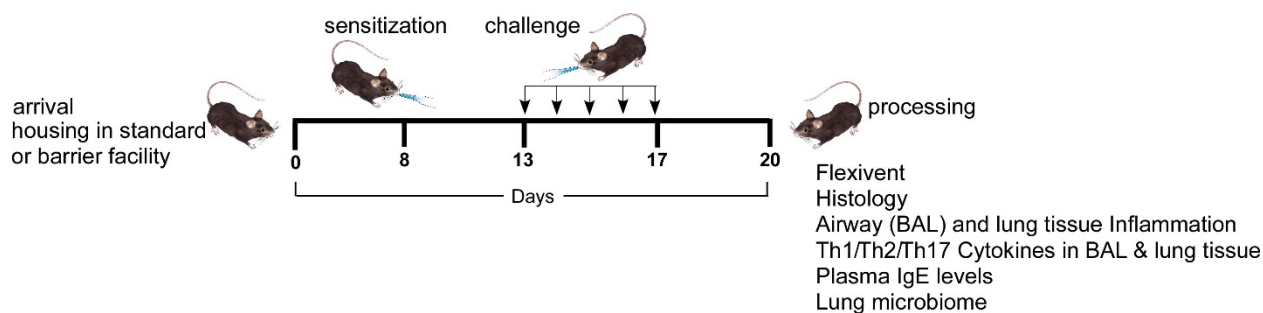 sensitization
challenge
arrival
housing in standard
or barrier facility
processing
0
8
13
17
20
Days
Flexivent
Histology
Airway (BAL) and lung tissue Inflammation
Th1/Th2/Th17 Cytokines in BAL & lung tissue
Plasma IgE levels
Lung microbiome